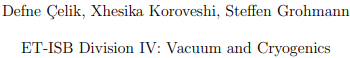 Defne Çelik, Xhesika Koroveshi, Steffen Grohmann
ET-ISB Division IV: Vacuum and Cryogenics